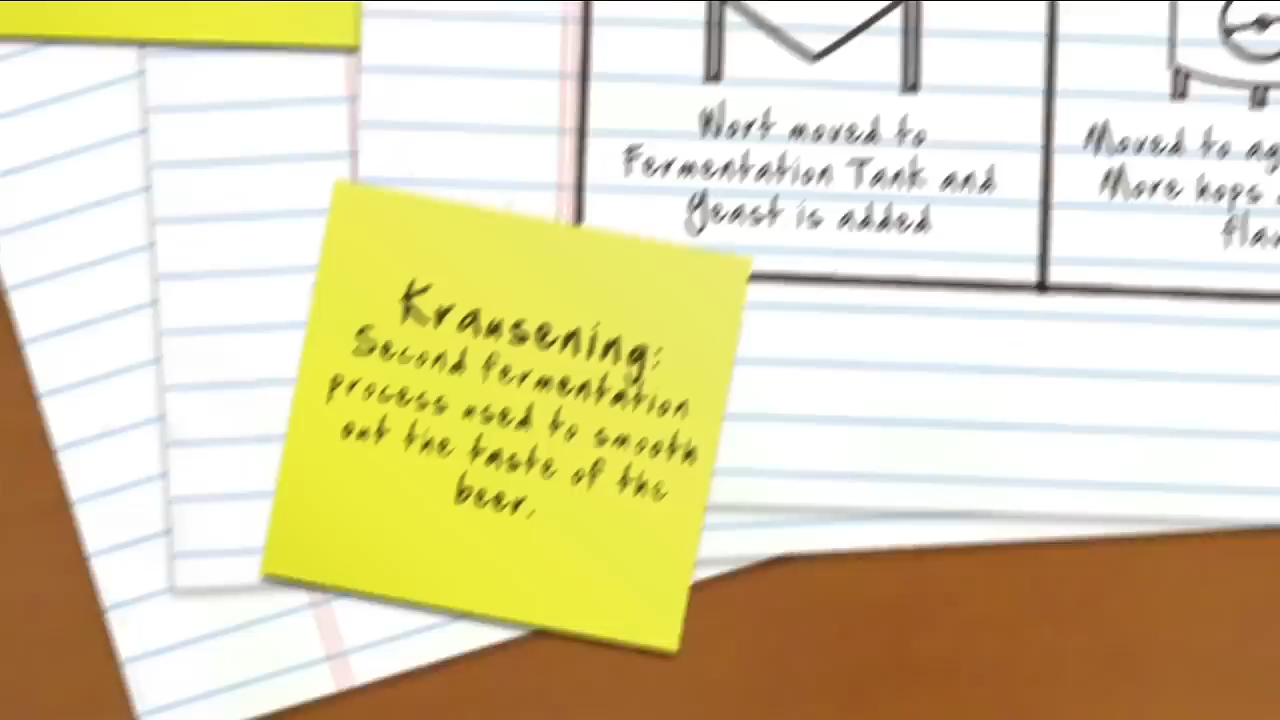 Wort moved to
Fermentation Tank and
Yeast is added
Moved to
More hops
Krausening:
Second fermentation
process used to smooth
out the taste of the
beer.